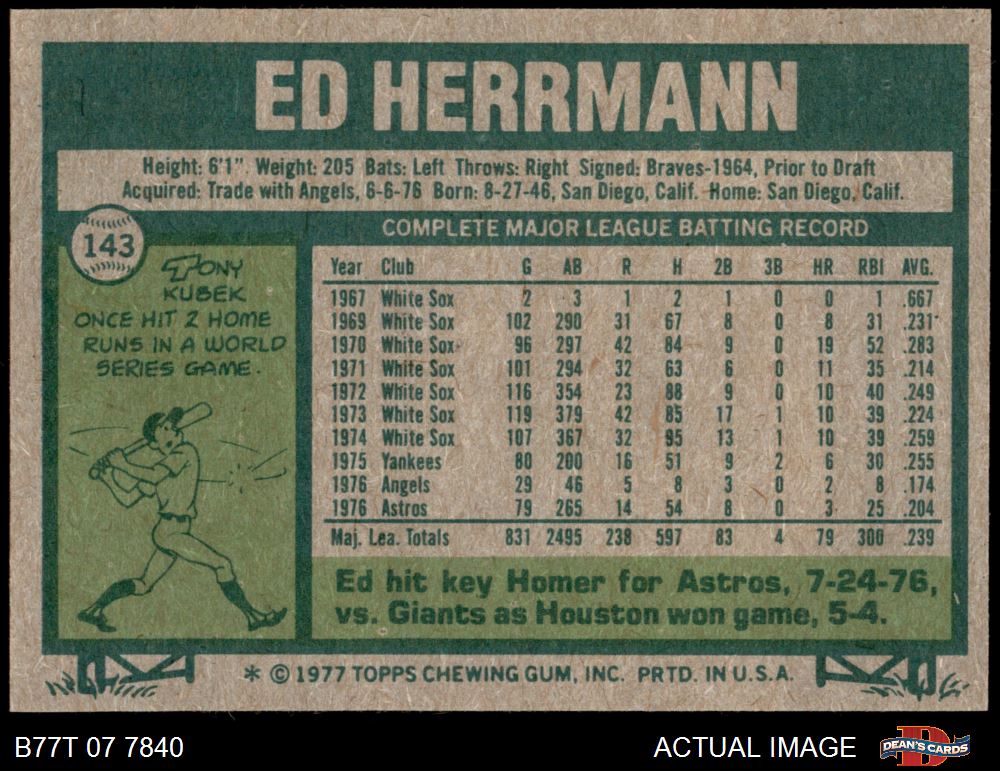 ED HERRMANN
Height: 6'1" Weight: 205 Bats: Left Throws: Right Signed: Braves-1964, Prior to Draft
Acquired: Trade with Angels, 6-6-76 Born: 8-27-46, San Diego, Calif. Home: San Diego, Calif.
143
TONY
KUBEK
ONCE HIT 2 HOME
RUNS IN A WORLD
SERIES GAME.
COMPLETE MAJOR LEAGUE BATTING RECORD
Year Club G AB R H 2B 3B HR RBI AVG.
1967 White Sox 2 3 1 2 1 0 0 1 .667
1969 White Sox 102 290 31 67 8 0 8 31 .231
1970 White Sox 96 297 42 84 9 0 19 52 .283
1971 White Sox 101 294 32 63 6 0 11 35 .214
1972 White Sox 116 354 23 88 9 0 10 40 .249
1973 White Sox 119 379 42 85 17 1 10 39 .224
1974 White Sox 107 367 32 95 13 1 10 39 .259
1975 Yankees 80 200 16 51 9 2 6 30 .255
1976 Angels 29 46 5 8 3 0 2 8 .174
1976 Astros 79 265 14 54 8 0 3 25 .204
Maj. Lea. Totals 831 2495 238 597 83 4 79 300 .239
Ed hit key Homer for Astros, 7-24-76,
vs. Giants as Houston won game, 5-4.
* © 1977 TOPPS CHEWING GUM, INC. PRTD. IN U.S.A.
B77T 07 7840
ACTUAL IMAGE
DEAN'S CARDS